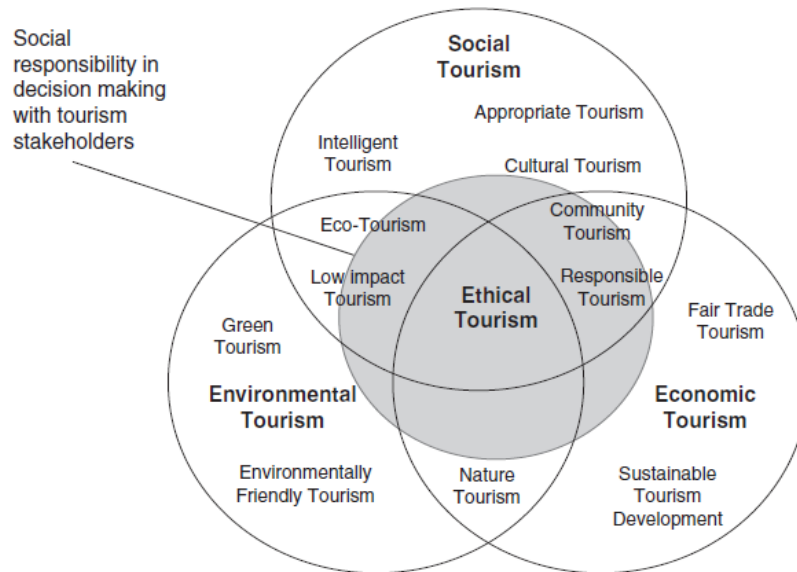 Social
responsibility in
decision making
with tourism
stakeholders
Social
Tourism
Appropriate Tourism
Intelligent
Tourism
Cultural Tourism
Eco-Tourism
Community
Tourism
Low impact
Tourism
Ethical
Tourism
Responsible
Tourism
Green
Tourism
Fair Trade
Tourism
Environmental
Tourism
Economic
Tourism
Environmentally
Friendly Tourism
Nature
Tourism
Sustainable
Tourism
Development